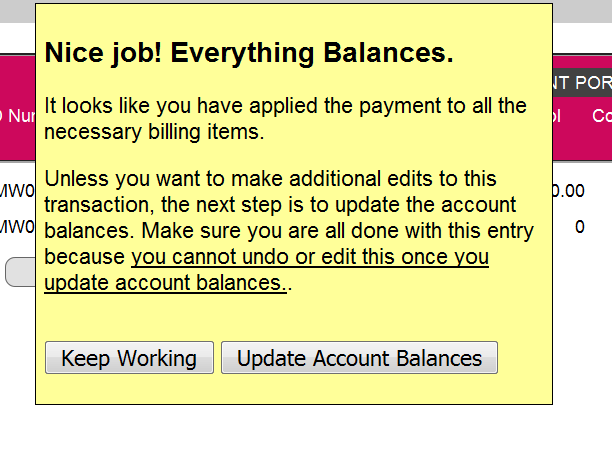 Nice job! Everything Balances.
NT POR
It looks like you have applied the payment to all the
necessary billing items.
Unless you want to make additional edits to this
transaction, the next step is to update the account
balances. Make sure you are all done with this entry
because you cannot undo or edit this once you
update account balances..
MW0
0.00
MW0
0
Keep Working
Update Account Balances